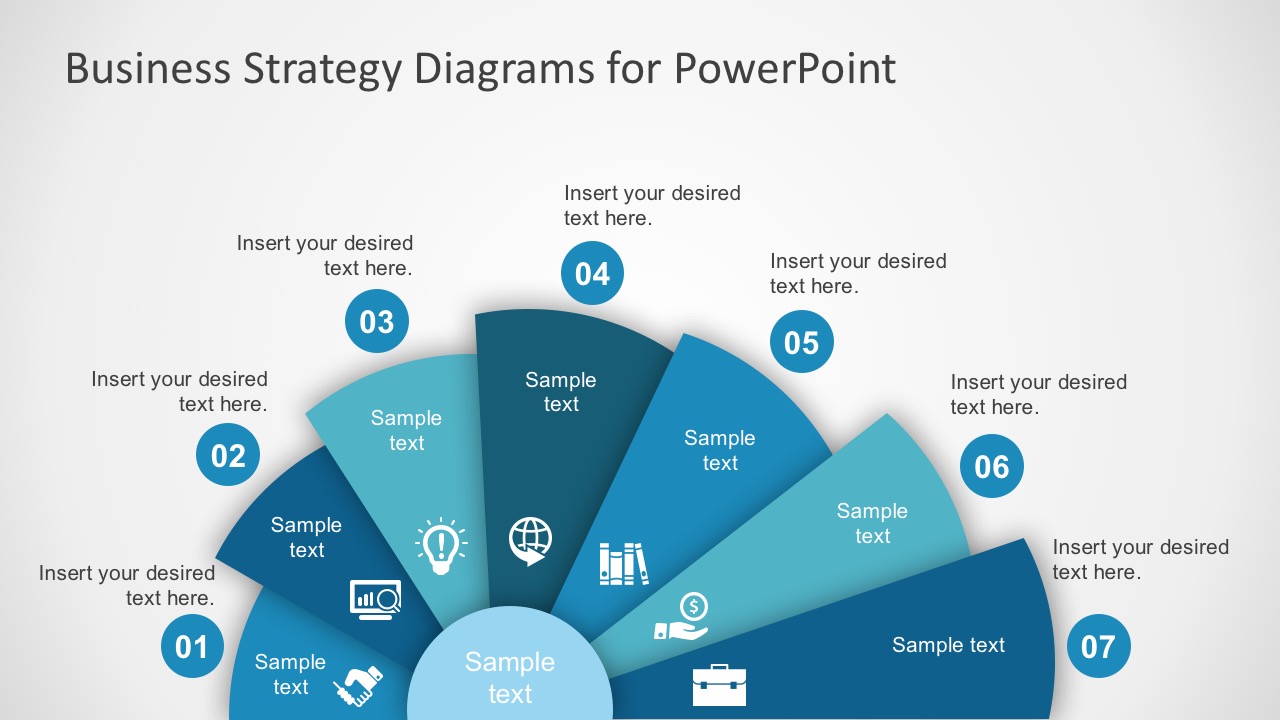 Business Strategy Diagrams for PowerPoint
Insert your desired
text here.
01
Sample
text
Insert your desired
text here.
02
Sample
text
Insert your desired
text here.
03
Sample
text
Insert your desired
text here.
04
Sample
text
Insert your desired
text here.
05
Sample
text
Insert your desired
text here.
06
Sample
text
$
Insert your desired
text here.
07
Sample text
Sample
text